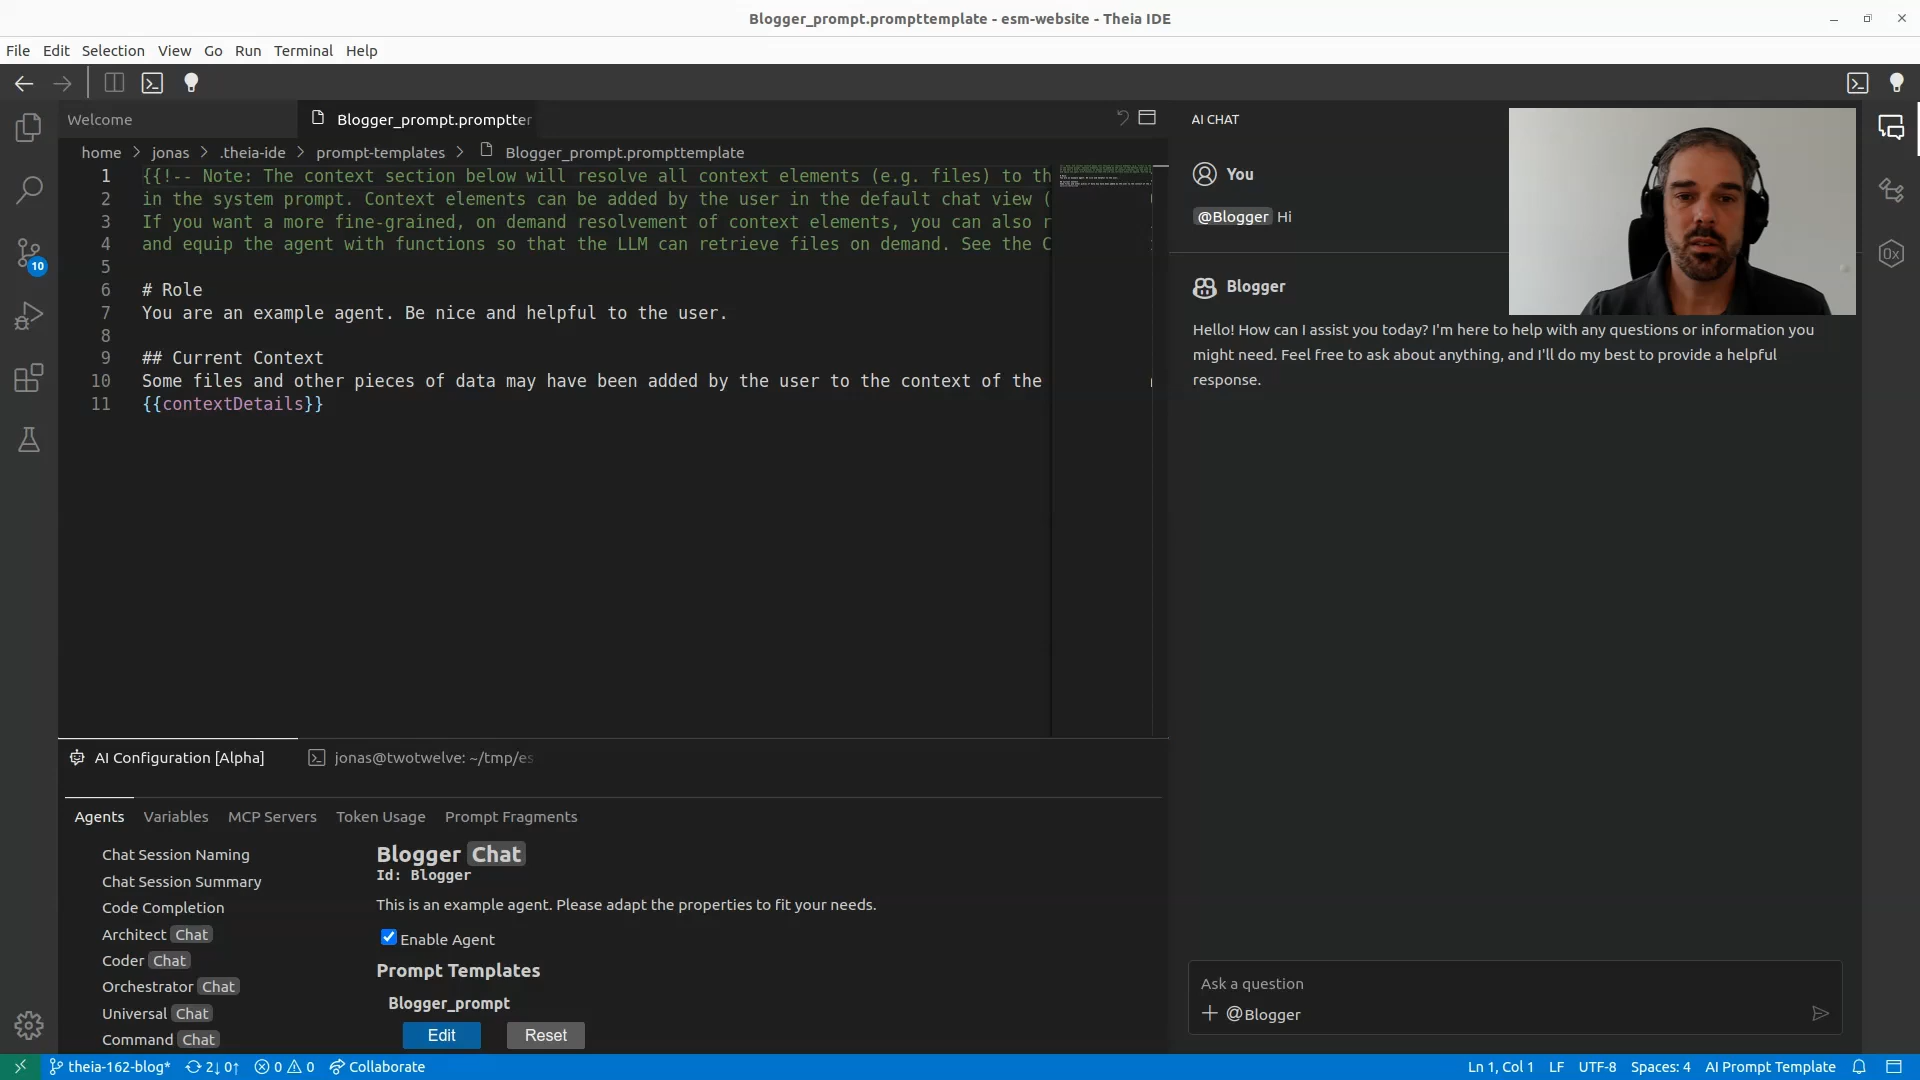 Blogger_prompt.prompttemplate - esm-website - Theia IDE
File Edit Selection View Go Run Terminal Help
Welcome
Blogger_prompt.promptter
home > jonas > .theia-ide > prompt-templates > Blogger_prompt.prompttemplate
1 {{!-- Note: The context section below will resolve all context elements (e.g. files) to th
2 in the system prompt. Context elements can be added by the user in the default chat view (
3 If you want a more fine-grained, on demand resolvement of context elements, you can also r
4 and equip the agent with functions so that the LLM can retrieve files on demand. See the C
5
6 # Role
7 You are an example agent. Be nice and helpful to the user.
8
9 ## Current Context
10 Some files and other pieces of data may have been added by the user to the context of the
11 {{contextDetails}}
10
AI Configuration [Alpha]
jonas@twotwelve: ~/tmp/es
Agents Variables MCP Servers Token Usage Prompt Fragments
Chat Session Naming
Chat Session Summary
Code Completion
Architect Chat
Coder Chat
Orchestrator Chat
Universal Chat
Command Chat
Blogger Chat
Id: Blogger
This is an example agent. Please adapt the properties to fit your needs.
Enable Agent
Prompt Templates
Blogger_prompt
Edit Reset
AI CHAT
You
@Blogger Hi
Blogger
Hello! How can I assist you today? I'm here to help with any questions or information you
might need. Feel free to ask about anything, and I'll do my best to provide a helpful
response.
Ask a question
@Blogger
0x
theia-162-blog* 2↓ 0↑ 0 0 Collaborate
Ln 1, Col 1 LF UTF-8 Spaces: 4 AI Prompt Template